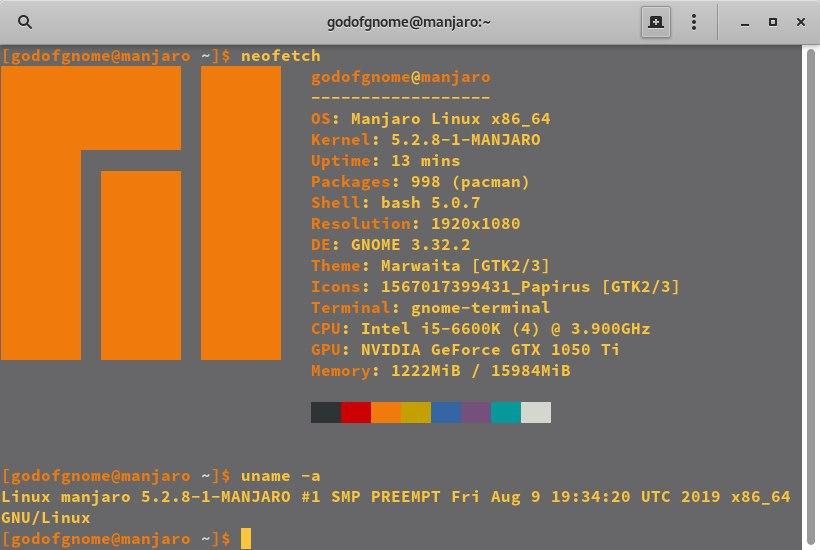 godofgnome@manjaro:~
[godofgnome@manjaro ~]$ neofetch
godofgnome@manjaro
------------------
OS: Manjaro Linux x86_64
Kernel: 5.2.8-1-MANJARO
Uptime: 13 mins
Packages: 998 (pacman)
Shell: bash 5.0.7
Resolution: 1920x1080
DE: GNOME 3.32.2
Theme: Marwaita [GTK2/3]
Icons: 1567017399431_Papirus [GTK2/3]
Terminal: gnome-terminal
CPU: Intel i5-6600K (4) @ 3.900GHz
GPU: NVIDIA GeForce GTX 1050 Ti
Memory: 1222MiB / 15984MiB
[godofgnome@manjaro ~]$ uname -a
Linux manjaro 5.2.8-1-MANJARO #1 SMP PREEMPT Fri Aug 9 19:34:20 UTC 2019 x86_64
GNU/Linux
[godofgnome@manjaro ~]$